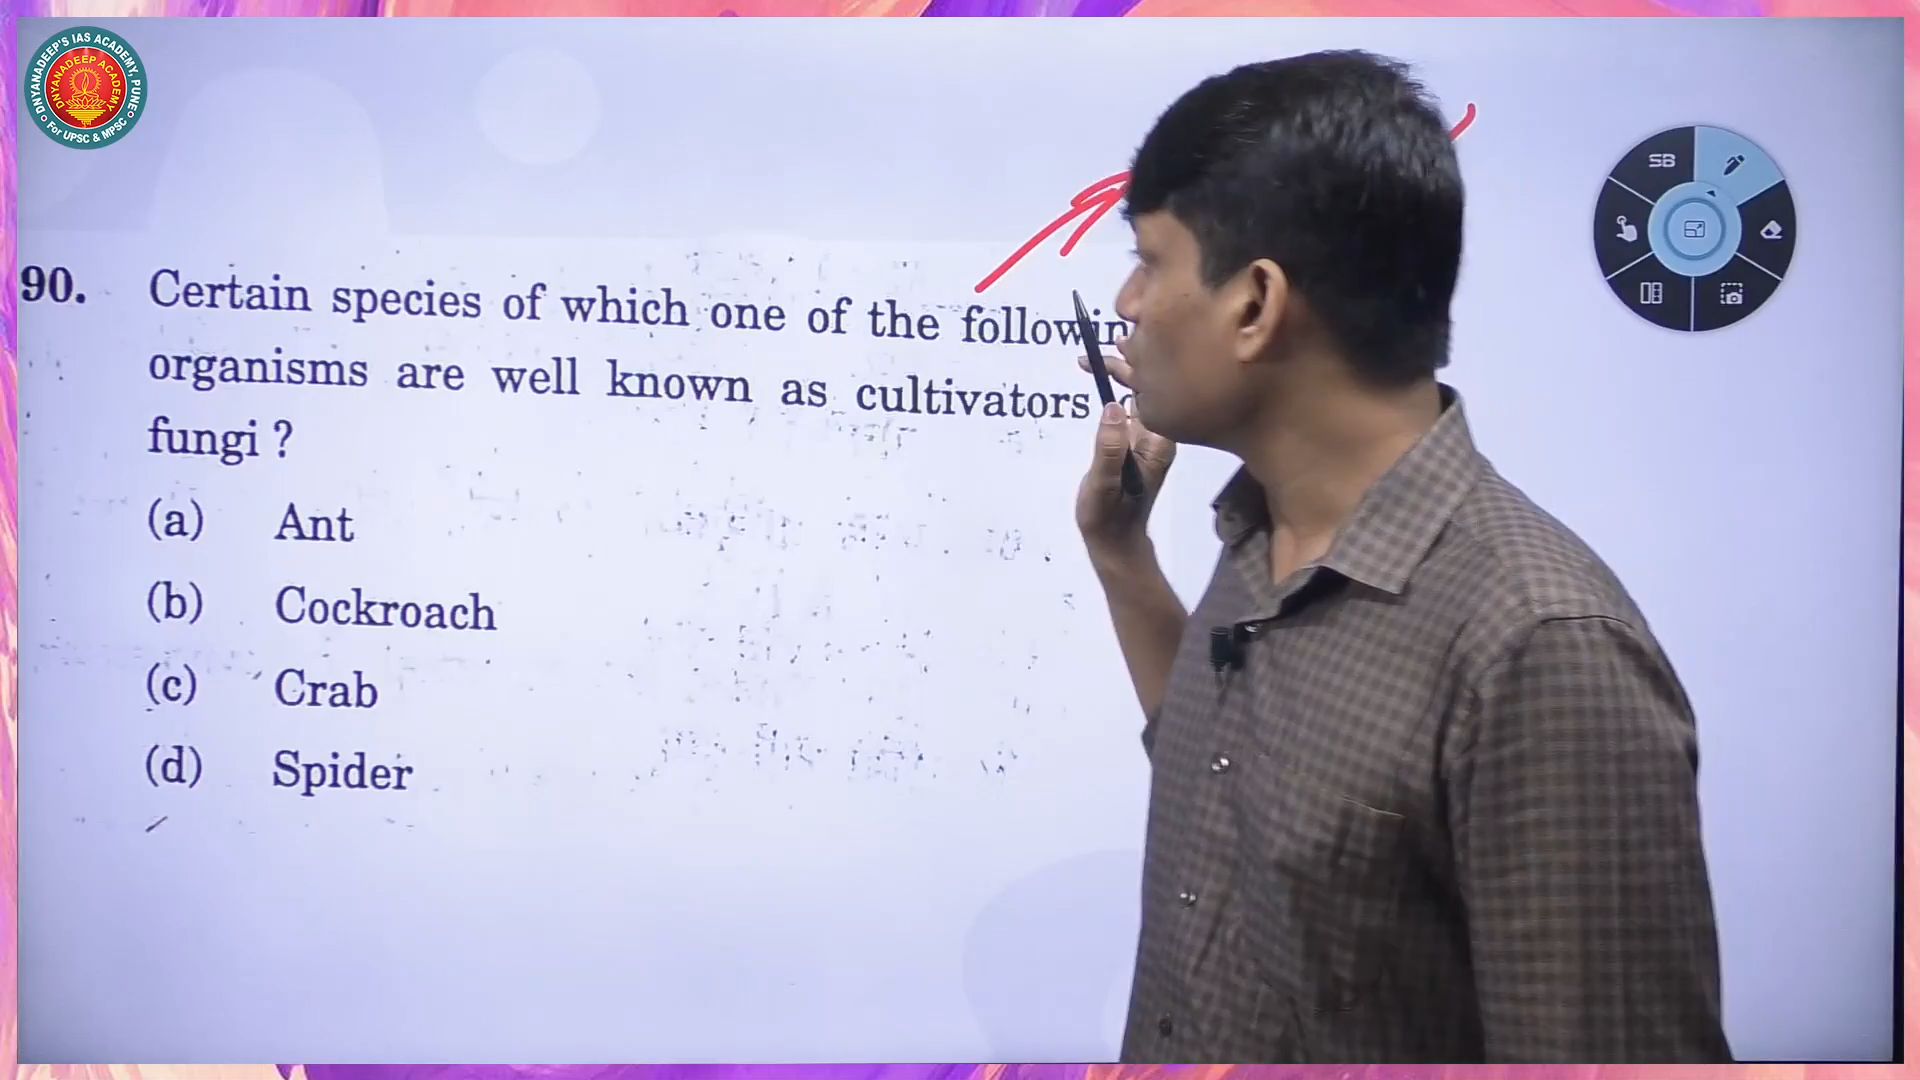 DNYANADEEP'S IAS ACADEMY, PUNE
DNYANADEEP ACADEMY
For UPSC & MPSC
SB
90. Certain species of which one of the followin
organisms are well known as cultivators
fungi ?
(a) Ant
(b) Cockroach
(c) Crab
(d) Spider